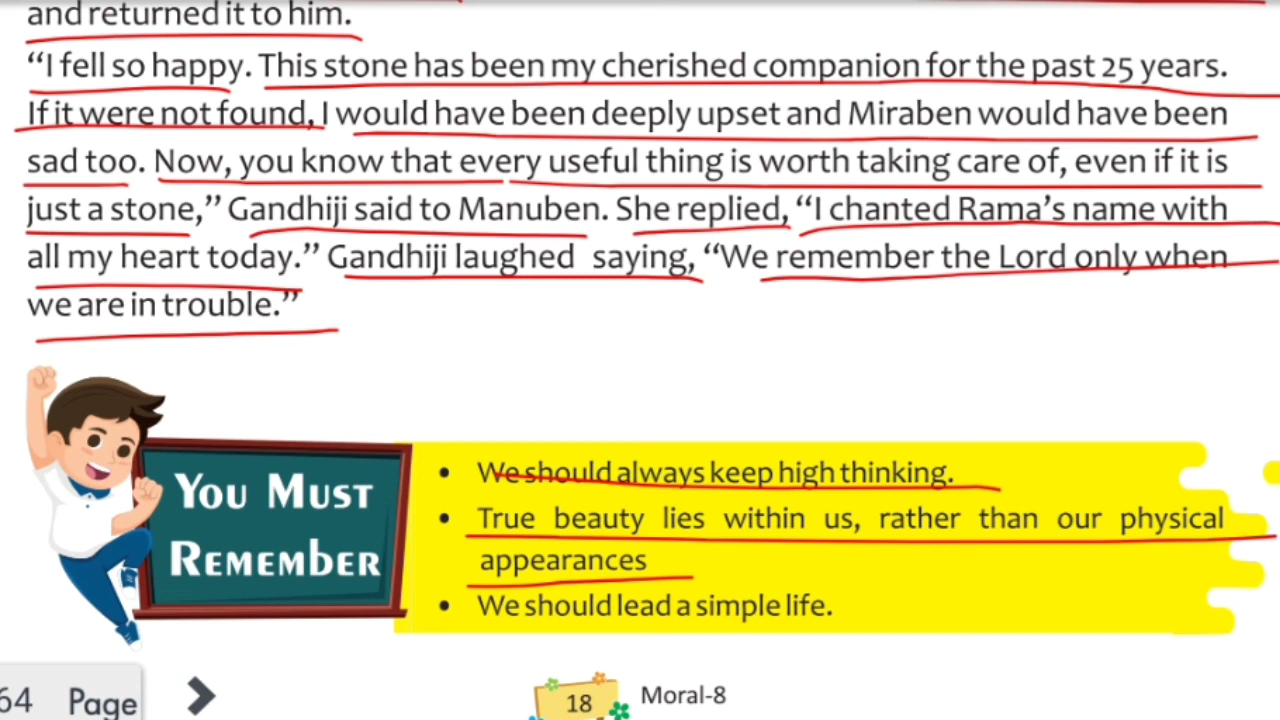 and returned it to him.
“I fell so happy. This stone has been my cherished companion for the past 25 years.
If it were not found, I would have been deeply upset and Miraben would have been
sad too. Now, you know that every useful thing is worth taking care of, even if it is
just a stone,” Gandhiji said to Manuben. She replied, “I chanted Rama’s name with
all my heart today.” Gandhiji laughed saying, “We remember the Lord only when
we are in trouble.”
YOU MUST
REMEMBER
• We should always keep high thinking.
• True beauty lies within us, rather than our physical
appearances
• We should lead a simple life.
64 Page
18 Moral-8